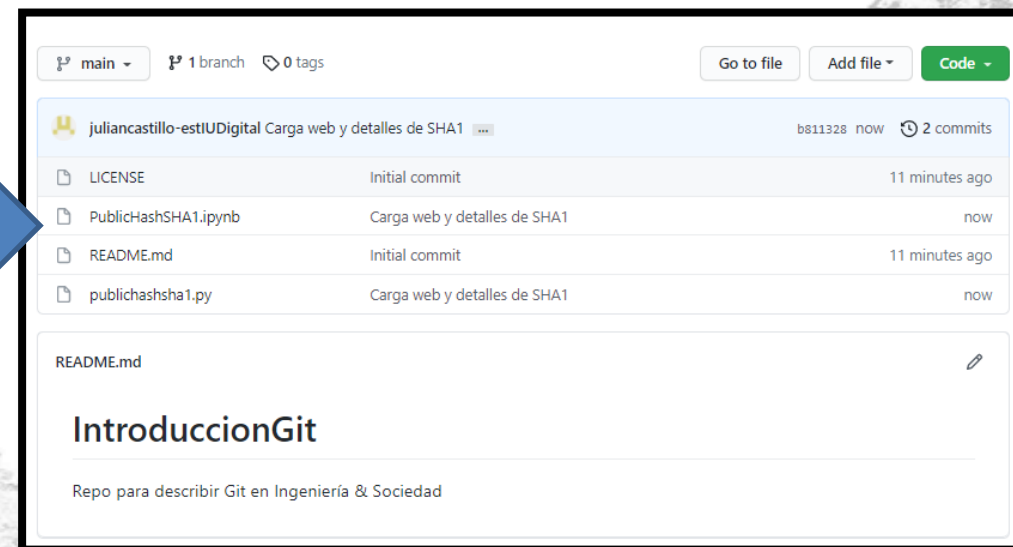 main 1 branch 0 tags Go to file Add file Code
juliancastillo-estIUDigital Carga web y detalles de SHA1 ... b811328 now 2 commits
LICENSE Initial commit 11 minutes ago
PublicHashSHA1.ipynb Carga web y detalles de SHA1 now
README.md Initial commit 11 minutes ago
publichashsha1.py Carga web y detalles de SHA1 now
README.md
IntroduccionGit
Repo para describir Git en Ingeniería & Sociedad